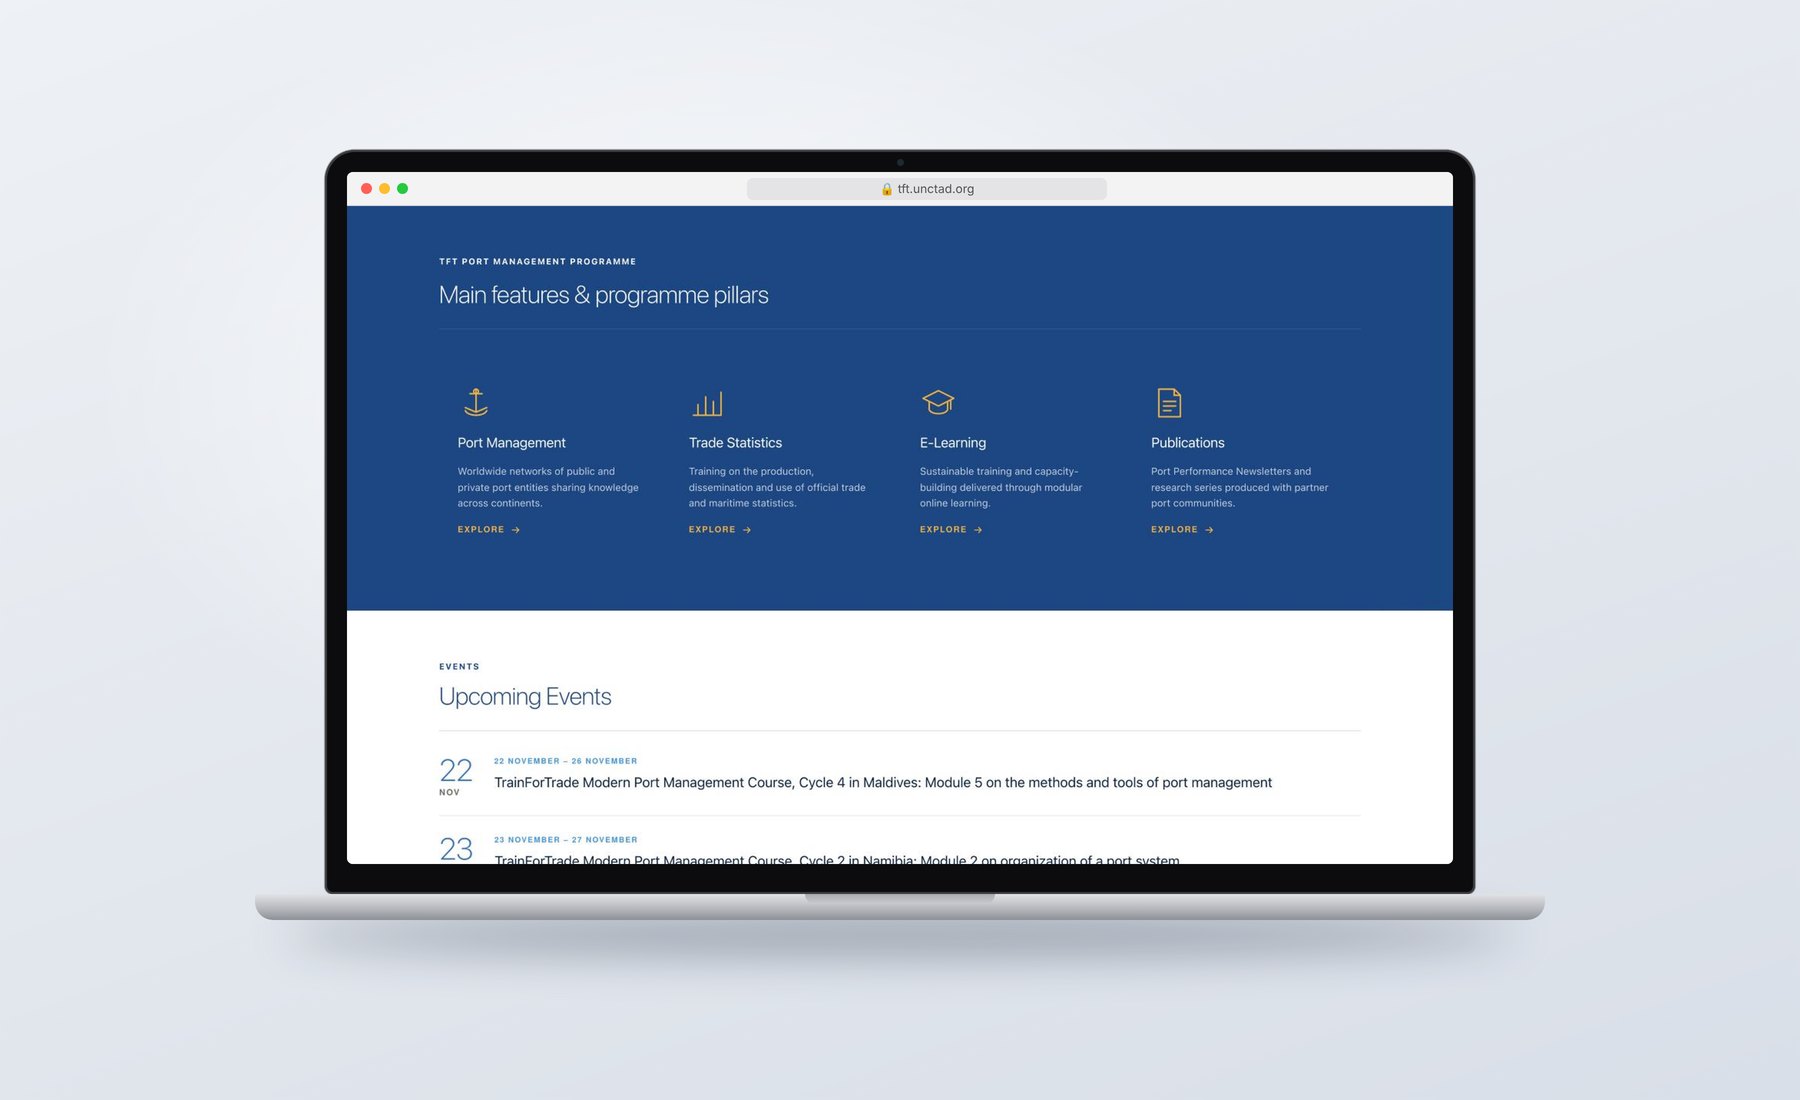 tft.unctad.org
TFT PORT MANAGEMENT PROGRAMME
Main features & programme pillars
Port Management
Worldwide networks of public and
private port entities sharing knowledge
across continents.
EXPLORE →
Trade Statistics
Training on the production,
dissemination and use of official trade
and maritime statistics.
EXPLORE →
E-Learning
Sustainable training and capacity-
building delivered through modular
online learning.
EXPLORE →
Publications
Port Performance Newsletters and
research series produced with partner
port communities.
EXPLORE →
EVENTS
Upcoming Events
22
NOV
22 NOVEMBER – 26 NOVEMBER
TrainForTrade Modern Port Management Course, Cycle 4 in Maldives: Module 5 on the methods and tools of port management
23
23 NOVEMBER – 27 NOVEMBER
TrainForTrade Modern Port Management Course, Cycle 2 in Namibia: Module 2 on organization of a port system